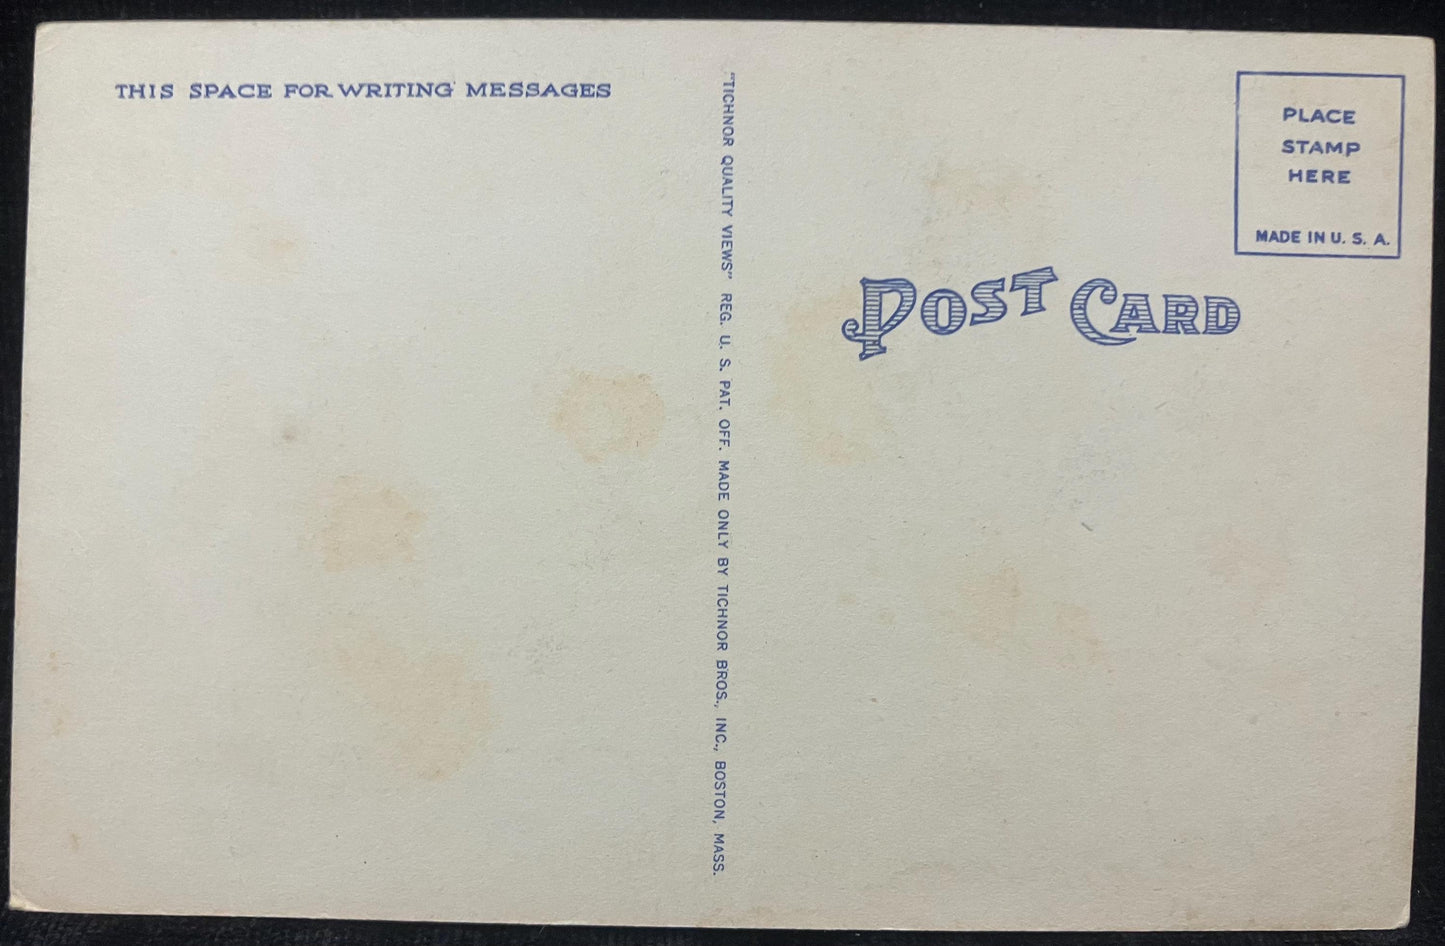 THIS SPACE FOR WRITING MESSAGES
"TICHNOR QUALITY VIEWS" REG. U. S. PAT. OFF. MADE ONLY BY TICHNOR BROS., INC., BOSTON, MASS.
POST CARD
PLACE
STAMP
HERE
MADE IN U. S. A.